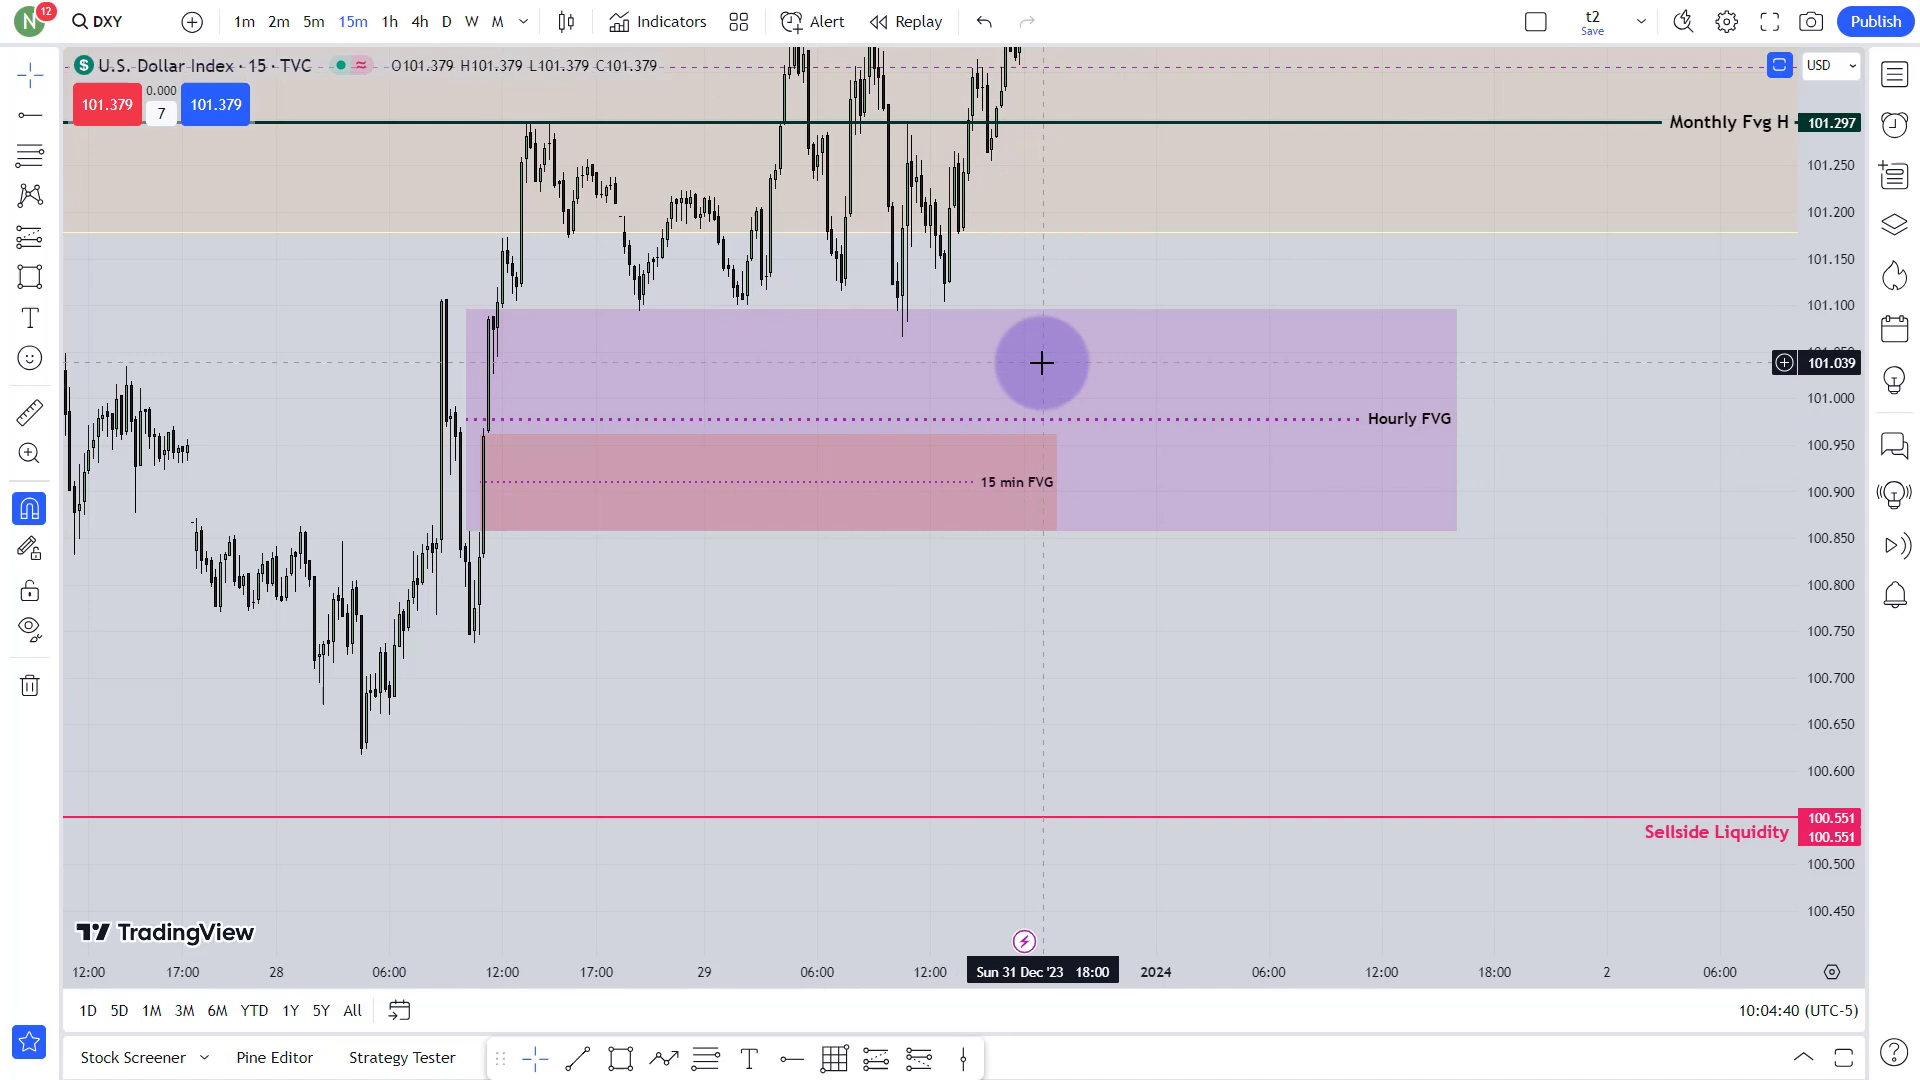 N 12 DXY 1m 2m 5m 15m 1h 4h D W M Indicators Alert Replay t2 Save Publish
$ U.S. Dollar Index · 15 · TVC O101.379 H101.379 L101.379 C101.379 USD
101.379 0.000 7 101.379
Monthly Fvg H 101.297
101.250
101.200
101.150
101.100
101.039
101.000
Hourly FVG
100.950
15 min FVG
100.900
100.850
100.800
100.750
100.700
100.650
100.600
100.551
Sellside Liquidity 100.551
100.500
100.450
TradingView
12:00 17:00 28 06:00 12:00 17:00 29 06:00 12:00 Sun 31 Dec '23 18:00 2024 06:00 12:00 18:00 2 06:00
1D 5D 1M 3M 6M YTD 1Y 5Y All 10:04:40 (UTC-5)
Stock Screener Pine Editor Strategy Tester